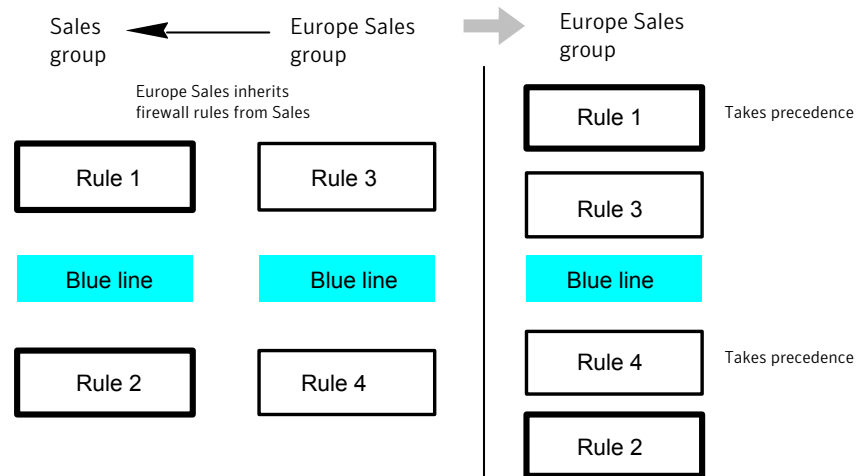 Sales
group
Europe Sales
group
Europe Sales
group
Europe Sales inherits
firewall rules from Sales
Rule 1
Rule 3
Blue line
Blue line
Rule 2
Rule 4
Rule 1
Takes precedence
Rule 3
Blue line
Rule 4
Takes precedence
Rule 2